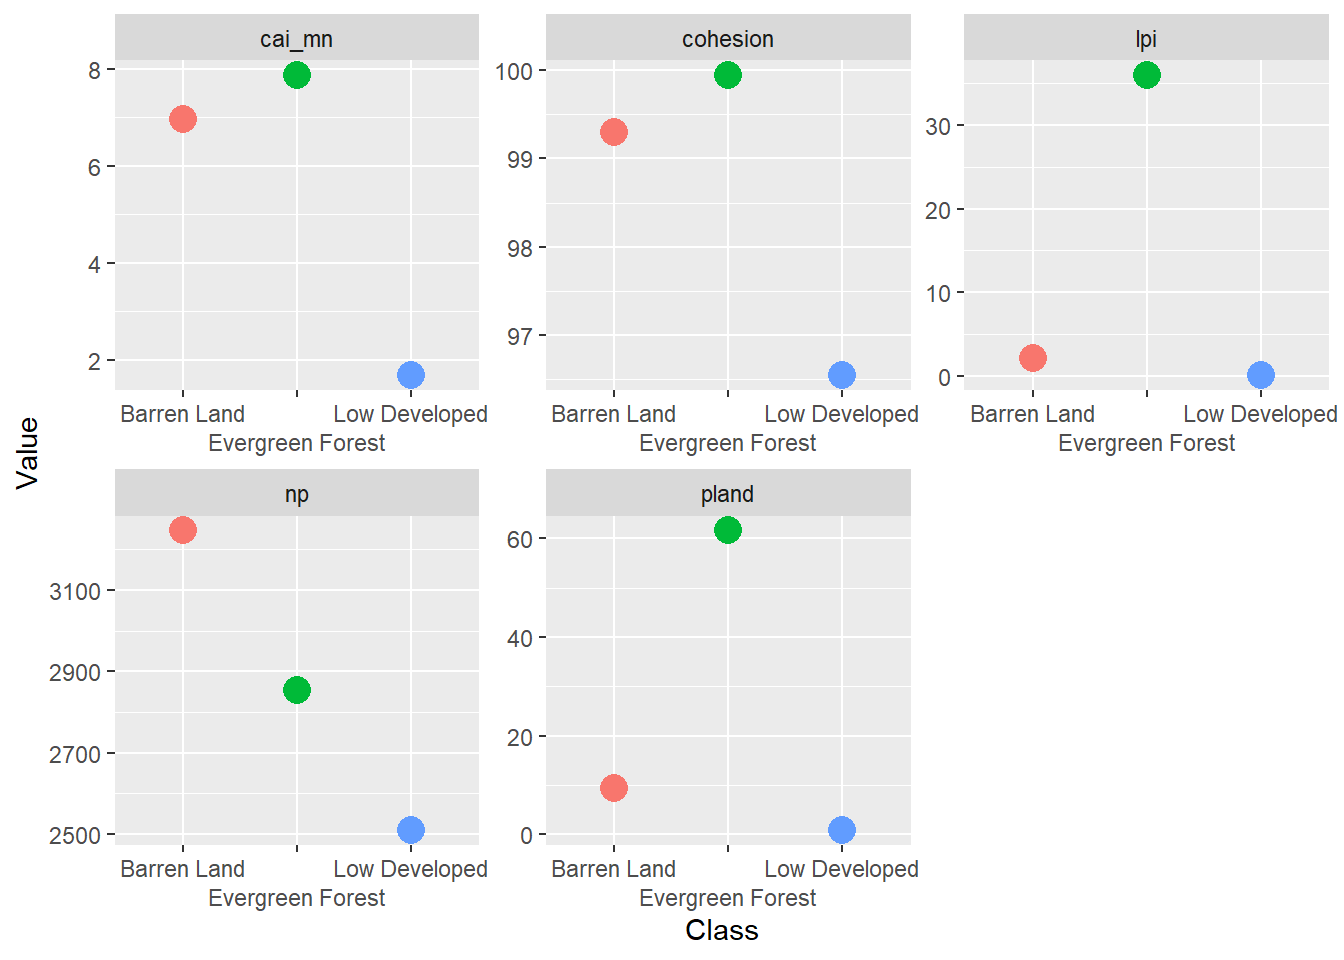 cai_mn
cohesion
lpi
8
6
4
2
100
99
98
97
30
20
10
0
Barren Land
Low Developed
Evergreen Forest
Barren Land
Low Developed
Evergreen Forest
Barren Land
Low Developed
Evergreen Forest
Value
np
pland
3100
2900
2700
2500
60
40
20
0
Barren Land
Low Developed
Evergreen Forest
Barren Land
Low Developed
Evergreen Forest
Class